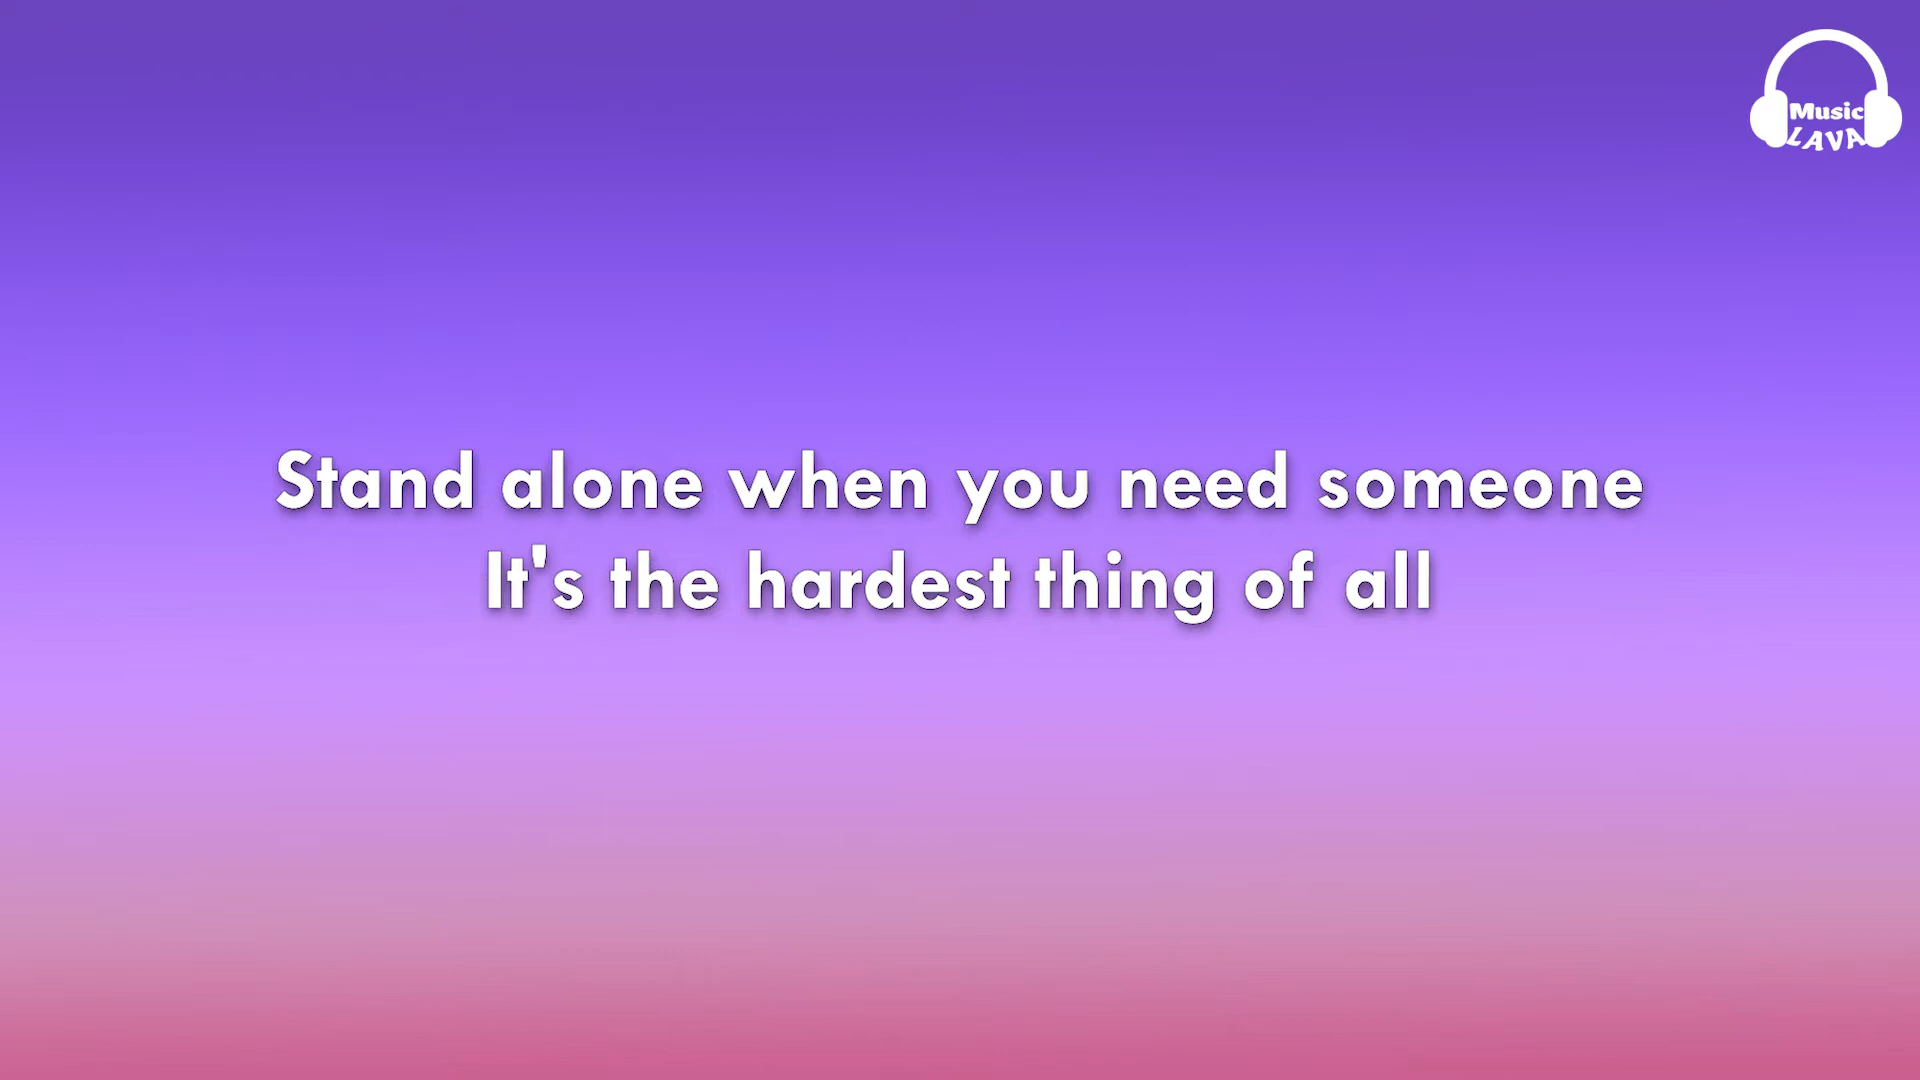 Music
LAVA
Stand alone when you need someone
It's the hardest thing of all